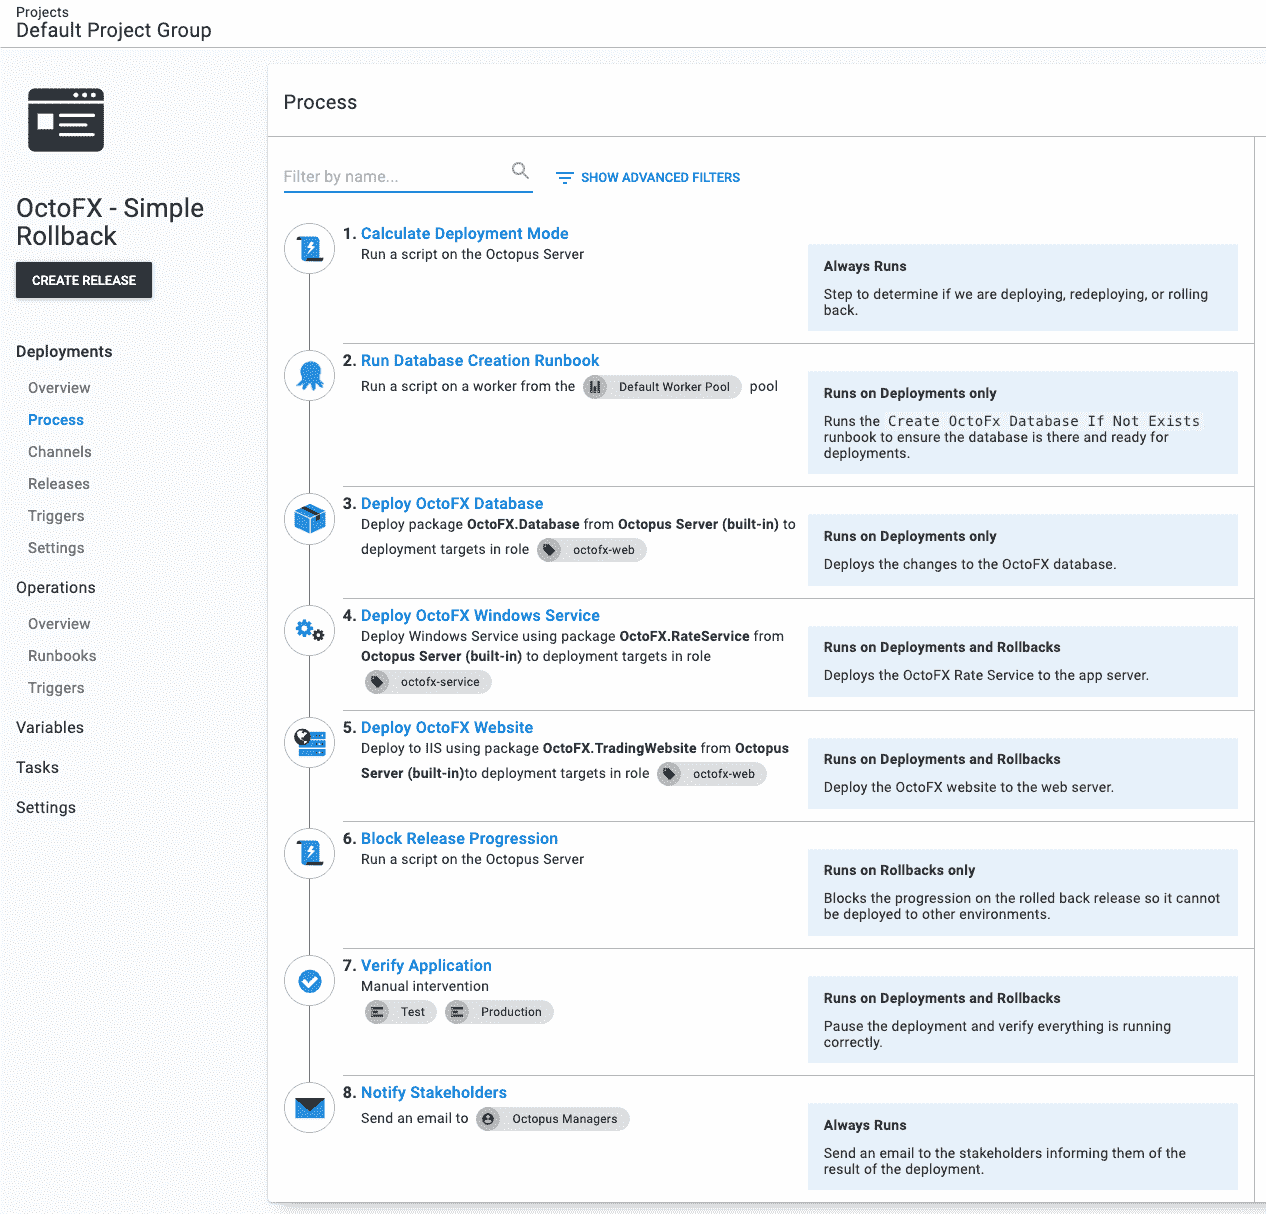 Projects
Default Project Group
OctoFX - Simple
Rollback
CREATE RELEASE
Deployments
Overview
Process
Channels
Releases
Triggers
Settings
Operations
Overview
Runbooks
Triggers
Variables
Tasks
Settings
Process
Filter by name...
SHOW ADVANCED FILTERS
1. Calculate Deployment Mode
Run a script on the Octopus Server
Always Runs
Step to determine if we are deploying, redeploying, or rolling
back.
2. Run Database Creation Runbook
Run a script on a worker from the Default Worker Pool pool
Runs on Deployments only
Runs the Create OctoFx Database If Not Exists
runbook to ensure the database is there and ready for
deployments.
3. Deploy OctoFX Database
Deploy package OctoFX.Database from Octopus Server (built-in) to
deployment targets in role octofx-web
Runs on Deployments only
Deploys the changes to the OctoFX database.
4. Deploy OctoFX Windows Service
Deploy Windows Service using package OctoFX.RateService from
Octopus Server (built-in) to deployment targets in role
octofx-service
Runs on Deployments and Rollbacks
Deploys the OctoFX Rate Service to the app server.
5. Deploy OctoFX Website
Deploy to IIS using package OctoFX.TradingWebsite from Octopus
Server (built-in)to deployment targets in role octofx-web
Runs on Deployments and Rollbacks
Deploy the OctoFX website to the web server.
6. Block Release Progression
Run a script on the Octopus Server
Runs on Rollbacks only
Blocks the progression on the rolled back release so it cannot
be deployed to other environments.
7. Verify Application
Manual intervention
Test Production
Runs on Deployments and Rollbacks
Pause the deployment and verify everything is running
correctly.
8. Notify Stakeholders
Send an email to Octopus Managers
Always Runs
Send an email to the stakeholders informing them of the
result of the deployment.